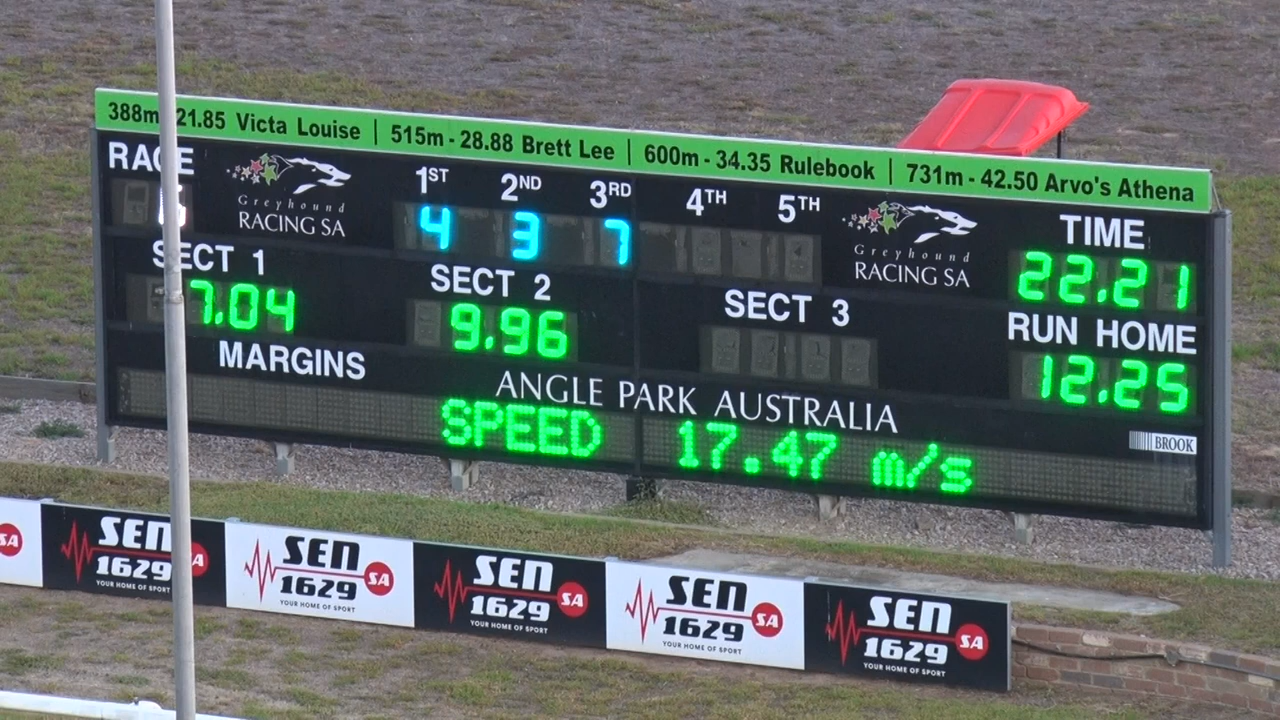 388m 21.85 Victa Louise | 515m - 28.88 Brett Lee | 600m - 34.35 Rulebook | 731m - 42.50 Arvo's Athena
RACE
Greyhound
RACING SA
1ST 2ND 3RD 4TH 5TH
4 3 7
Greyhound
RACING SA
TIME
22.21
SECT 1
7.04
SECT 2
9.96
SECT 3
RUN HOME
12.25
MARGINS
ANGLE PARK AUSTRALIA
SPEED 17.47 m/s
BROOK
SA
SEN
1629
YOUR HOME OF SPORT
SEN
1629
SA
YOUR HOME OF SPORT
SEN
1629
SA
YOUR HOME OF SPORT
SEN
1629
SA
YOUR HOME OF SPORT
SEN
1629
SA
YOUR HOME OF SPORT